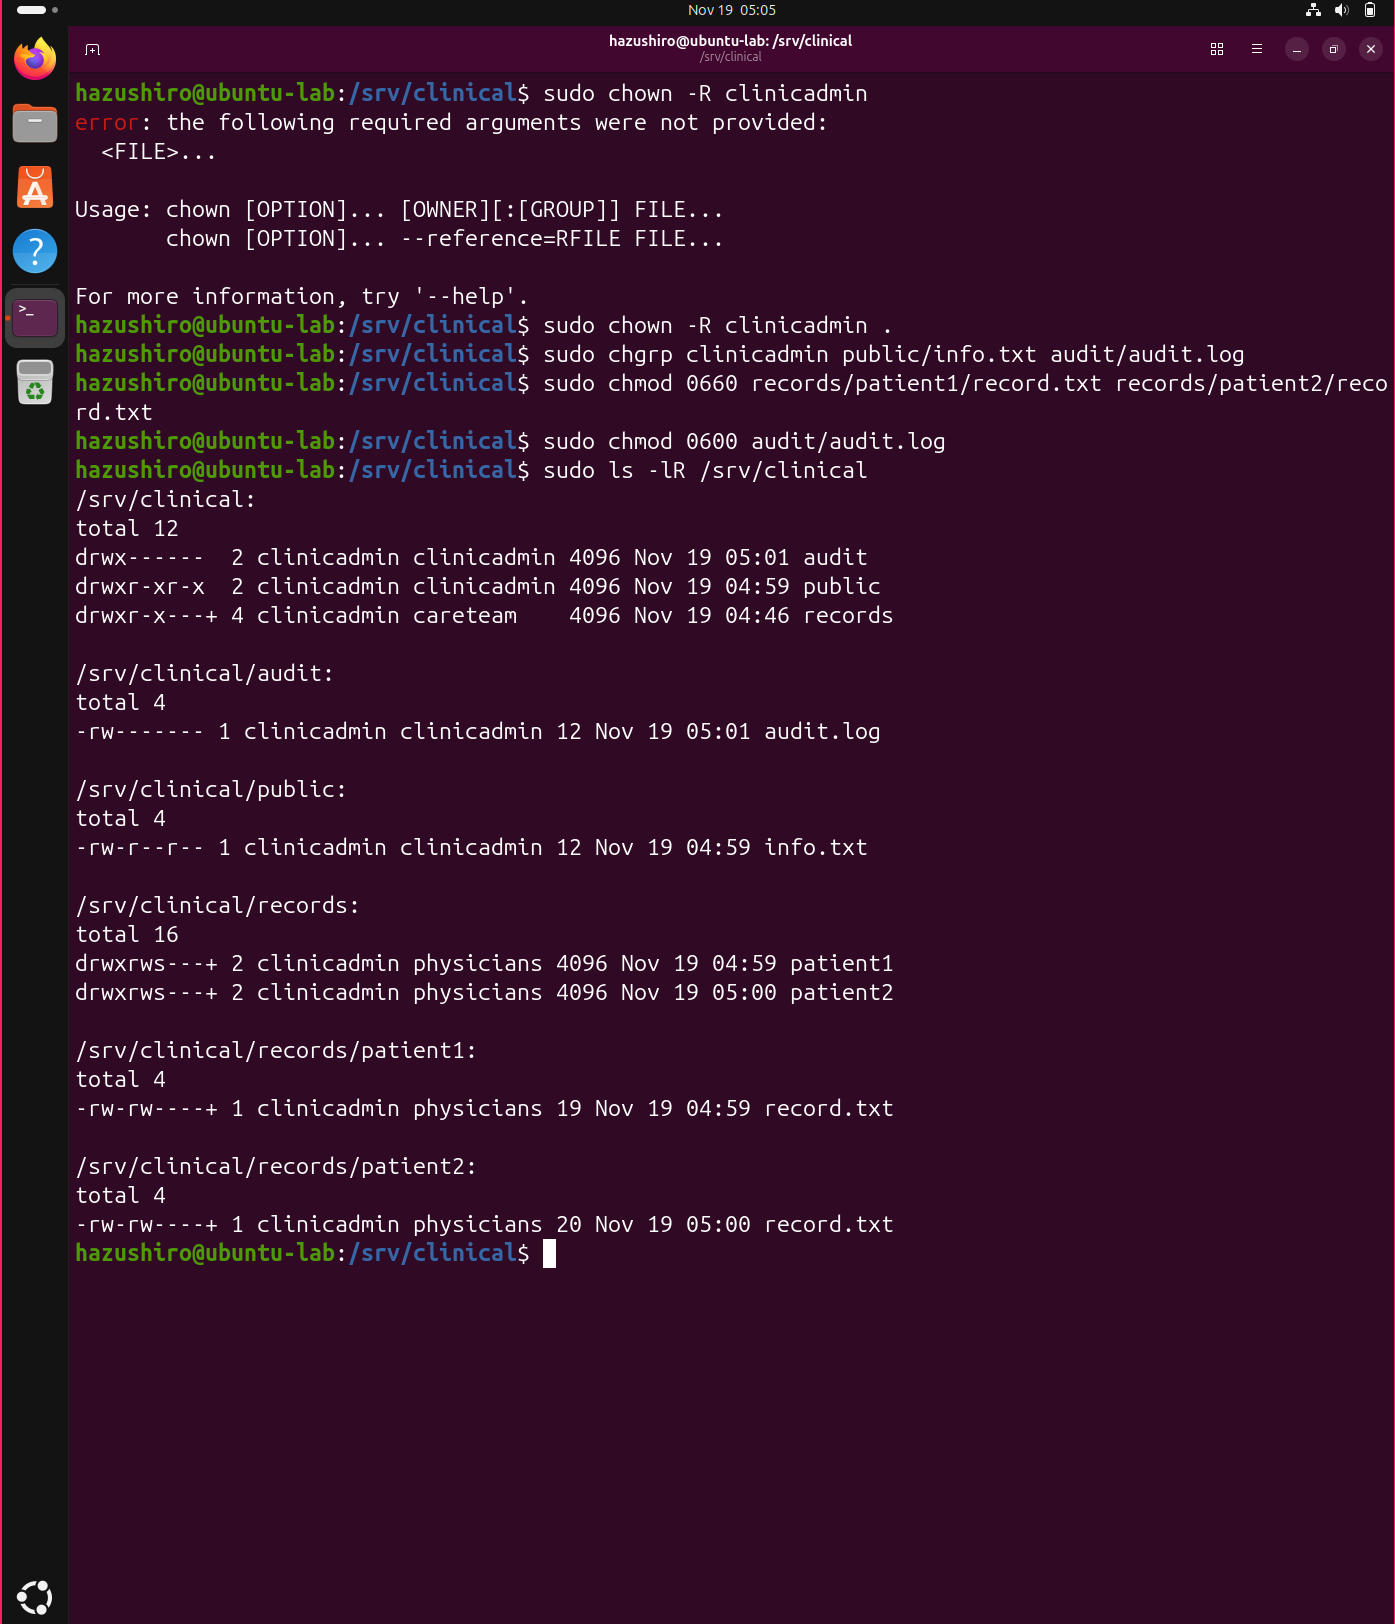 Nov 19 05:05
hazushiro@ubuntu-lab: /srv/clinical
/srv/clinical
hazushiro@ubuntu-lab:/srv/clinical$ sudo chown -R clinicadmin
error: the following required arguments were not provided:
  <FILE>...

Usage: chown [OPTION]... [OWNER][:[GROUP]] FILE...
       chown [OPTION]... --reference=RFILE FILE...

For more information, try '--help'.
hazushiro@ubuntu-lab:/srv/clinical$ sudo chown -R clinicadmin .
hazushiro@ubuntu-lab:/srv/clinical$ sudo chgrp clinicadmin public/info.txt audit/audit.log
hazushiro@ubuntu-lab:/srv/clinical$ sudo chmod 0660 records/patient1/record.txt records/patient2/reco
rd.txt
hazushiro@ubuntu-lab:/srv/clinical$ sudo chmod 0600 audit/audit.log
hazushiro@ubuntu-lab:/srv/clinical$ sudo ls -lR /srv/clinical
/srv/clinical:
total 12
drwx------  2 clinicadmin clinicadmin 4096 Nov 19 05:01 audit
drwxr-xr-x  2 clinicadmin clinicadmin 4096 Nov 19 04:59 public
drwxr-x---+ 4 clinicadmin careteam    4096 Nov 19 04:46 records

/srv/clinical/audit:
total 4
-rw------- 1 clinicadmin clinicadmin 12 Nov 19 05:01 audit.log

/srv/clinical/public:
total 4
-rw-r--r-- 1 clinicadmin clinicadmin 12 Nov 19 04:59 info.txt

/srv/clinical/records:
total 16
drwxrws---+ 2 clinicadmin physicians 4096 Nov 19 04:59 patient1
drwxrws---+ 2 clinicadmin physicians 4096 Nov 19 05:00 patient2

/srv/clinical/records/patient1:
total 4
-rw-rw----+ 1 clinicadmin physicians 19 Nov 19 04:59 record.txt

/srv/clinical/records/patient2:
total 4
-rw-rw----+ 1 clinicadmin physicians 20 Nov 19 05:00 record.txt
hazushiro@ubuntu-lab:/srv/clinical$